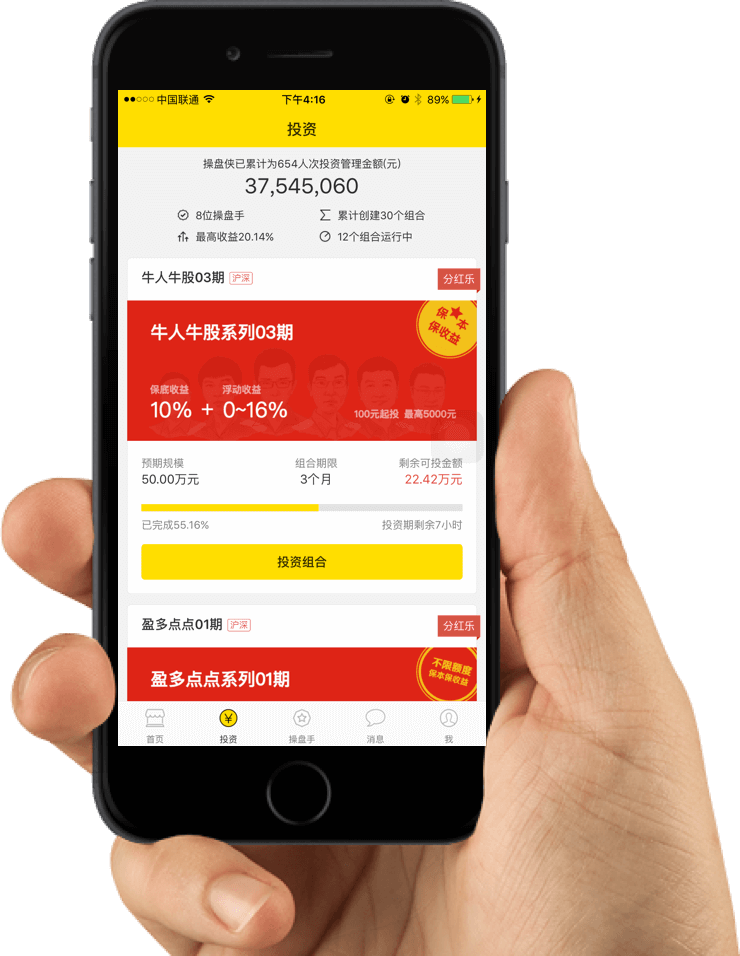 中国联通 下午4:16 89%
投资
操盘侠已累计为654人次投资管理金额(元)
37,545,060
8位操盘手 累计创建30个组合
最高收益20.14% 12个组合运行中
牛人牛股03期 沪深 分红乐
保本
保收益
牛人牛股系列03期
保底收益 浮动收益
10% + 0~16% 100元起投 最高5000元
预期规模 组合期限 剩余可投金额
50.00万元 3个月 22.42万元
已完成55.16% 投资期剩余7小时
投资组合
盈多点点01期 沪深 分红乐
不限额度
保本保收益
盈多点点系列01期
首页 投资 操盘手 消息 我